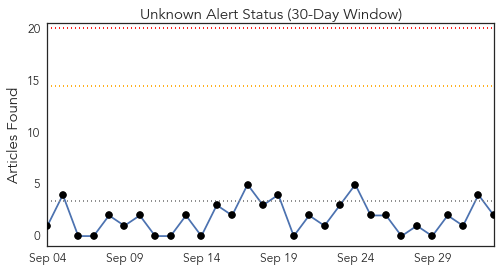 Unknown Alert Status (30-Day Window)
Articles Found
20
15
10
5
0
Sep 04 Sep 09 Sep 14 Sep 19 Sep 24 Sep 29